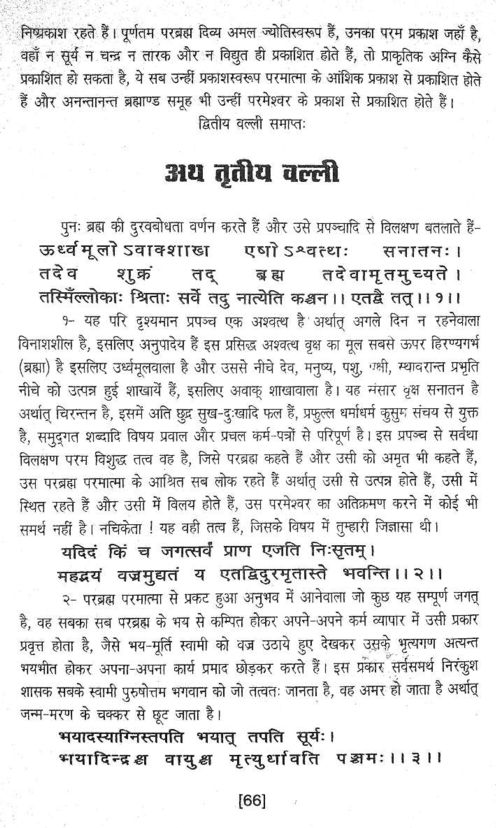 निष्प्रकाश रहते हैं। पूर्णतम परब्रह्म दिव्य अमल ज्योतिस्वरूप हैं, उनका परम प्रकाश जहाँ है,
वहाँ न सूर्य न चन्द्र न तारक और न विद्युत ही प्रकाशित होते हैं, तो प्राकृतिक अग्नि कैसे
प्रकाशित हो सकता है, ये सब उन्हीं प्रकाशस्वरूप परमात्मा के आंशिक प्रकाश से प्रकाशित होते
हैं और अनन्तानन्त ब्रह्माण्ड समूह भी उन्हीं परमेश्वर के प्रकाश से प्रकाशित होते हैं।
द्वितीय वल्ली समाप्तः
अथ तृतीय वल्ली
पुनः ब्रह्म की दुरवबोधता वर्णन करते हैं और उसे प्रपञ्चादि से विलक्षण बतलाते हैं-
ऊर्ध्वमूलोऽवाक्शाखा एषोऽश्वत्थः सनातनः।
तदेव शुक्रं तद् ब्रह्म तदेवामृतमुच्यते।
तस्मिँल्लोकाः श्रिताः सर्वे तदु नात्येति कश्चन।। एतद्वै तत्।।१।।
१- यह परि दृश्यमान प्रपञ्च एक अश्वत्थ है अर्थात् अगले दिन न रहनेवाला
विनाशशील है, इसलिए अनुपादेय हैं इस प्रसिद्ध अश्वत्थ वृक्ष का मूल सबसे ऊपर हिरण्यगर्भ
(ब्रह्मा) है इसलिए उर्ध्वमूलवाला है और उससे नीचे देव, मनुष्य, पशु, पक्षी, स्थावरान्त प्रभृति
नीचे को उत्पन्न हुई शाखायें हैं, इसलिए अवाक् शाखावाला है। यह संसार वृक्ष सनातन है
अर्थात् चिरन्तन है, इसमें अति छुद्र सुख-दुःखादि फल हैं, प्रफुल्ल धर्माधर्म कुसुम संचय से युक्त
है, समुद्गत शब्दादि विषय प्रवाल और प्रचल कर्म-पत्रों से परिपूर्ण है। इस प्रपञ्च से सर्वथा
विलक्षण परम विशुद्ध तत्व वह है, जिसे परब्रह्म कहते हैं और उसी को अमृत भी कहते हैं,
उस परब्रह्म परमात्मा के आश्रित सब लोक रहते हैं अर्थात् उसी से उत्पन्न होते हैं, उसी में
स्थित रहते हैं और उसी में विलय होते हैं, उस परमेश्वर का अतिक्रमण करने में कोई भी
समर्थ नहीं है। नचिकेता ! यह वही तत्व हैं, जिसके विषय में तुम्हारी जिज्ञासा थी।
यदिदं किं च जगत्सर्वं प्राण एजति निःसृतम्।
महद्भयं वज्रमुद्यतं य एतद्विदुरमृतास्ते भवन्ति।।२।।
२- परब्रह्म परमात्मा से प्रकट हुआ अनुभव में आनेवाला जो कुछ यह सम्पूर्ण जगत्
है, वह सबका सब परब्रह्म के भय से कम्पित होकर अपने-अपने कर्म व्यापार में उसी प्रकार
प्रवृत्त होता है, जैसे भय-मूर्ति स्वामी को वज्र उठाये हुए देखकर उसके भृत्यगण अत्यन्त
भयभीत होकर अपना-अपना कार्य प्रमाद छोड़कर करते हैं। इस प्रकार सर्वसमर्थ निरंकुश
शासक सबके स्वामी पुरुषोत्तम भगवान को जो तत्वतः जानता है, वह अमर हो जाता है अर्थात्
जन्म-मरण के चक्कर से छूट जाता है।
भयादस्याग्निस्तपति भयात् तपति सूर्यः।
भयादिन्द्रश्च वायुश्च मृत्युर्धावति पञ्चमः।।३।।
[66]